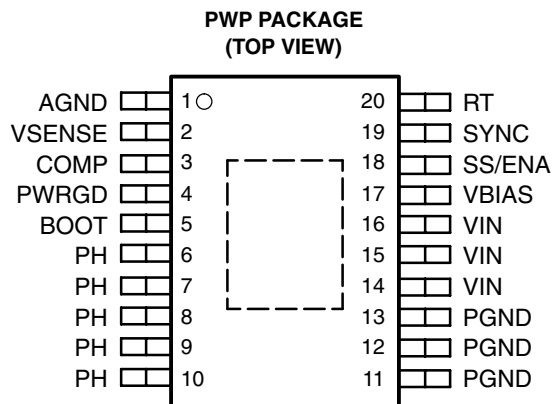 PWP PACKAGE
(TOP VIEW)
AGND 1 20 RT
VSENSE 2 19 SYNC
COMP 3 18 SS/ENA
PWRGD 4 17 VBIAS
BOOT 5 16 VIN
PH 6 15 VIN
PH 7 14 VIN
PH 8 13 PGND
PH 9 12 PGND
PH 10 11 PGND